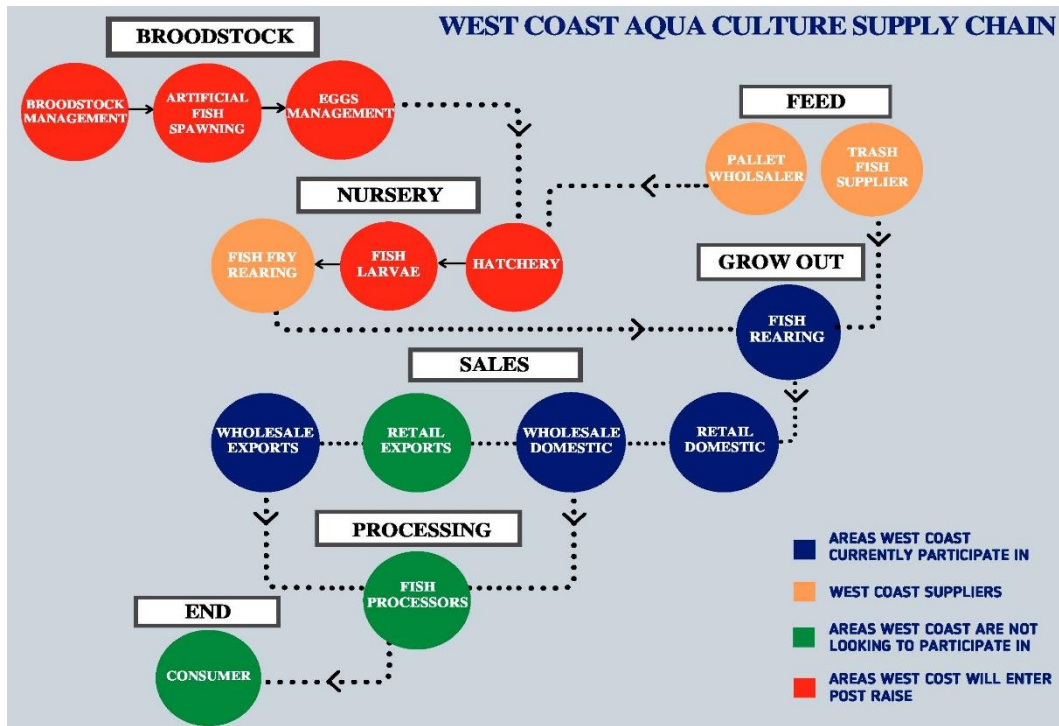 WEST COAST AQUA CULTURE SUPPLY CHAIN
BROODSTOCK
BROODSTOCK
MANAGEMENT
ARTIFICIAL
FISH
SPAWNING
EGGS
MANAGEMENT
FEED
PALLET
WHOLSALER
TRASH
FISH
SUPPLIER
NURSERY
FISH FRY
REARING
FISH
LARVAE
HATCHERY
GROW OUT
FISH
REARING
SALES
WHOLESALE
EXPORTS
RETAIL
EXPORTS
WHOLESALE
DOMESTIC
RETAIL
DOMESTIC
PROCESSING
FISH
PROCESSORS
END
CONSUMER
AREAS WEST COAST
CURRENTLY PARTICIPATE IN
WEST COAST SUPPLIERS
AREAS WEST COAST ARE NOT
LOOKING TO PARTICIPATE IN
AREAS WEST COST WILL ENTER
POST RAISE